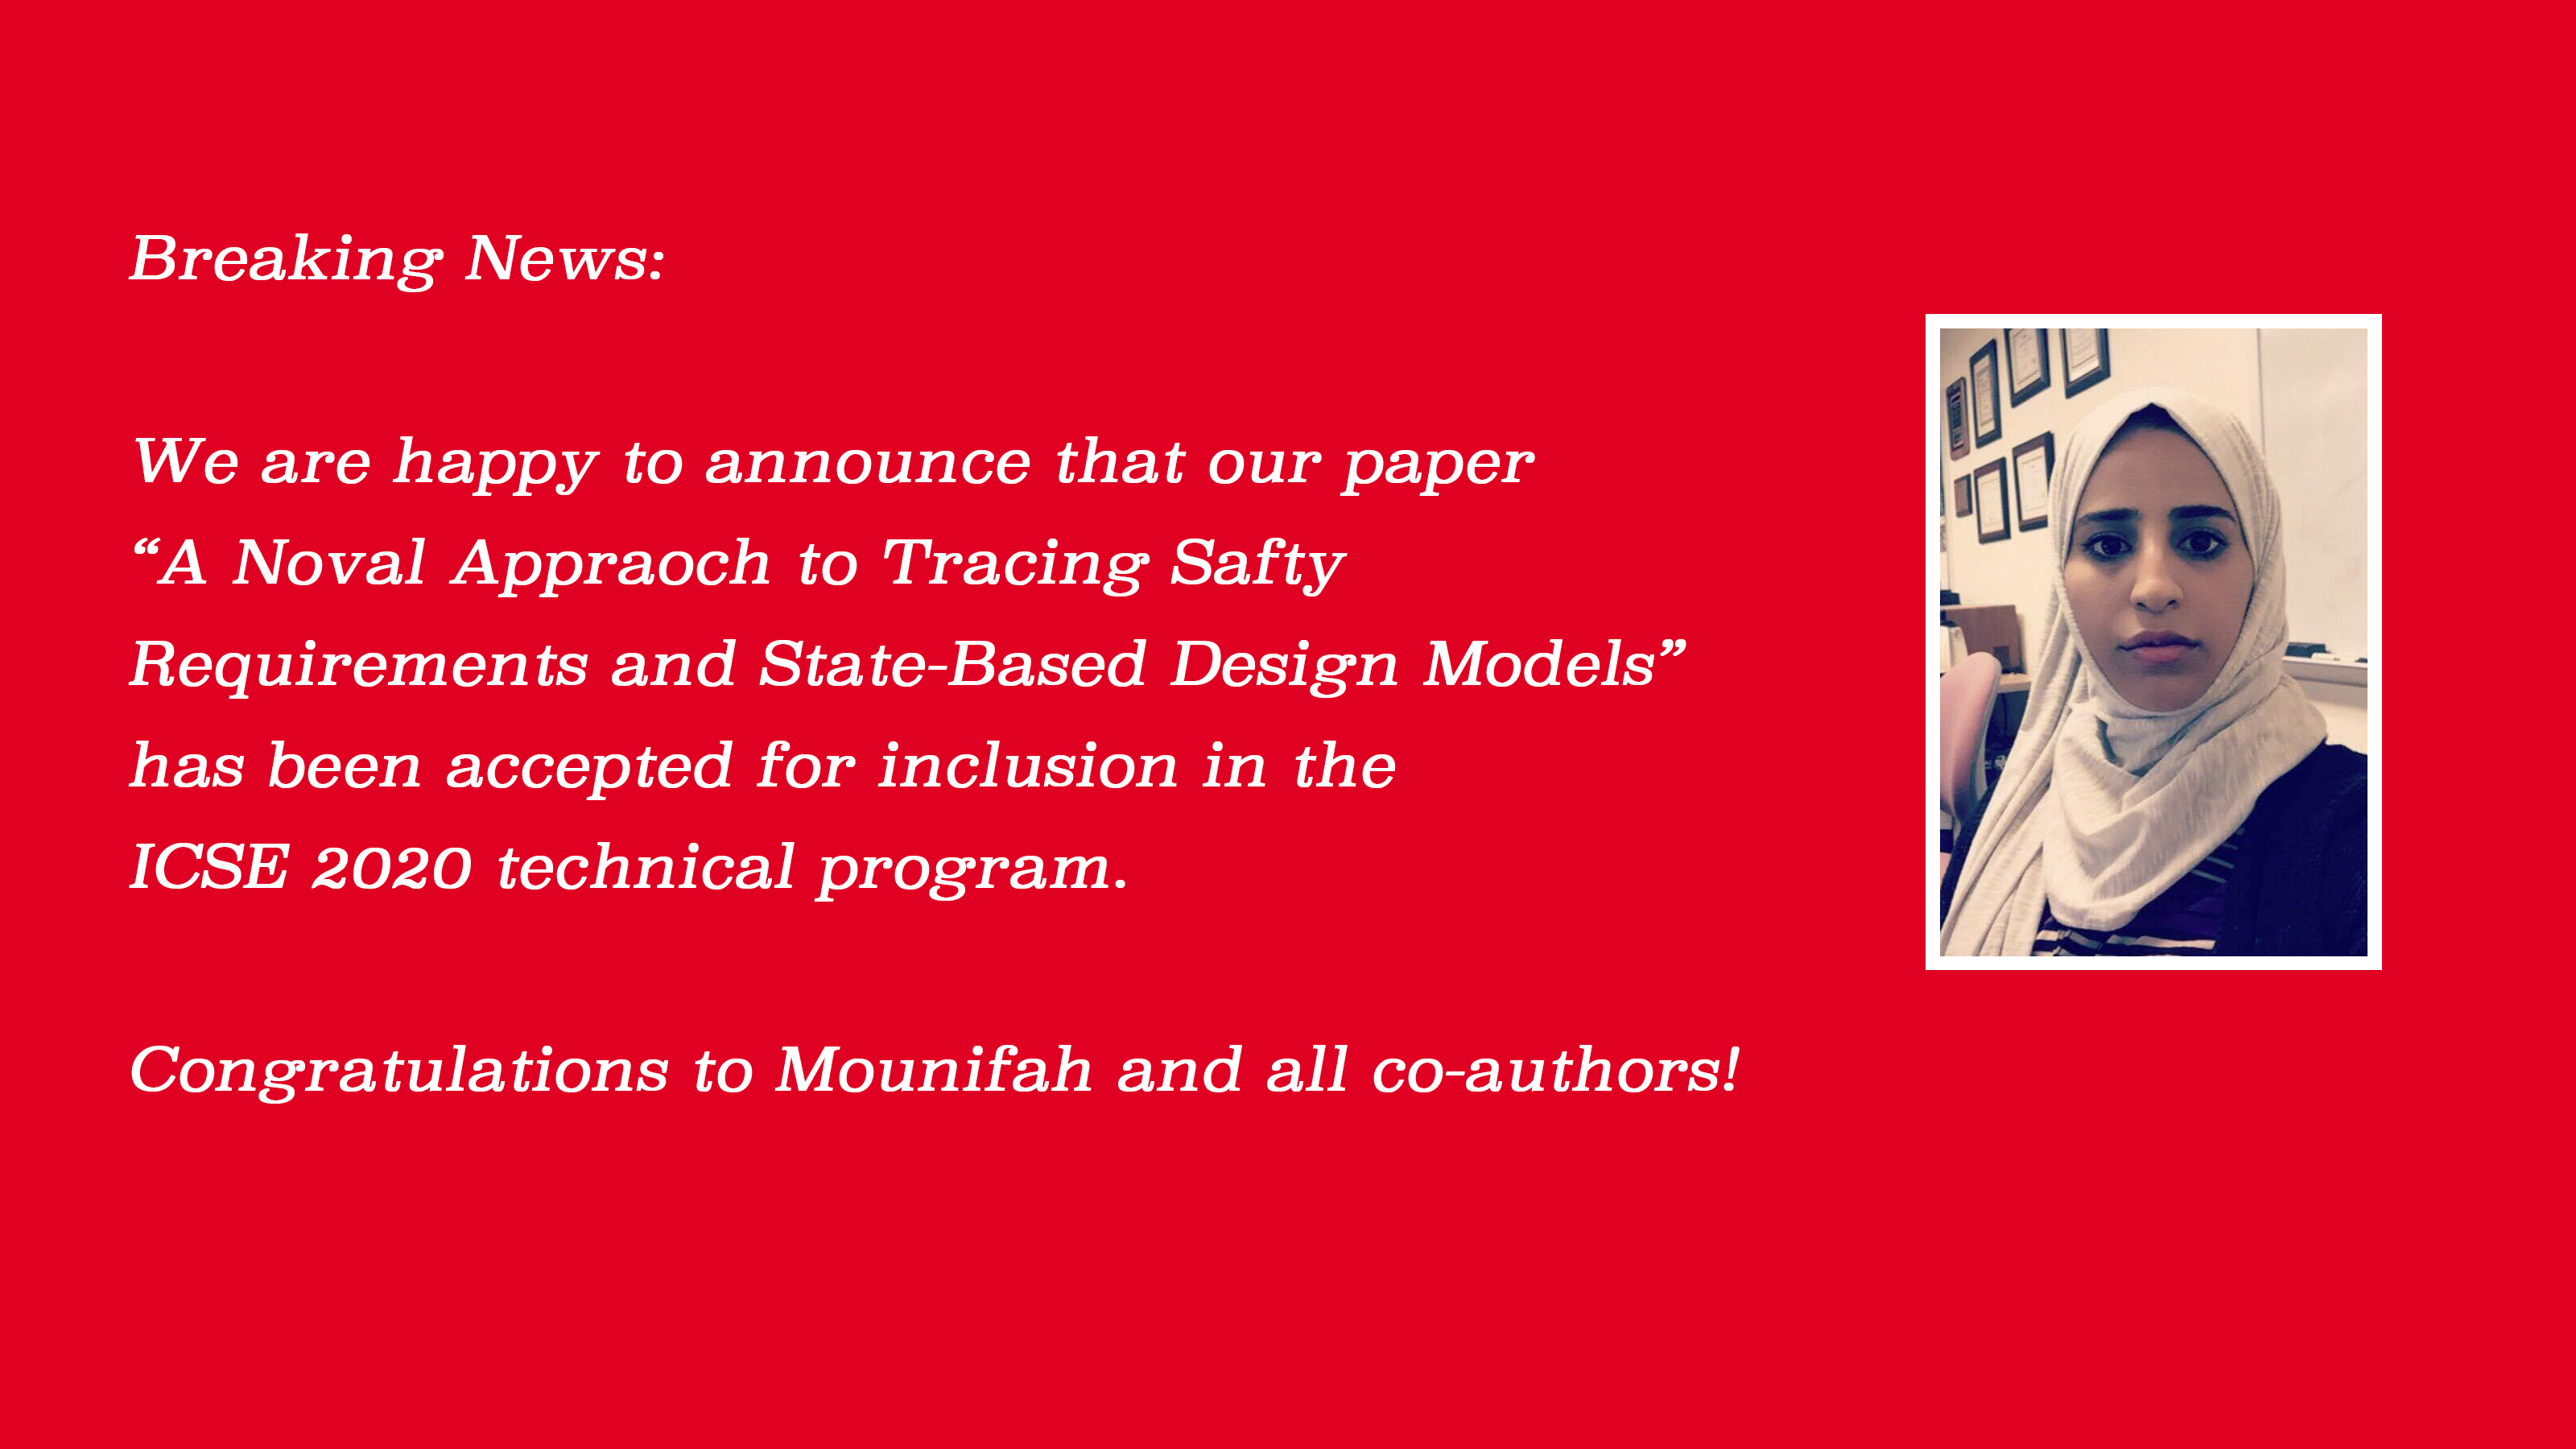 Breaking News:
We are happy to announce that our paper
“A Noval Appraoch to Tracing Safty
Requirements and State-Based Design Models”
has been accepted for inclusion in the
ICSE 2020 technical program.
Congratulations to Mounifah and all co-authors!